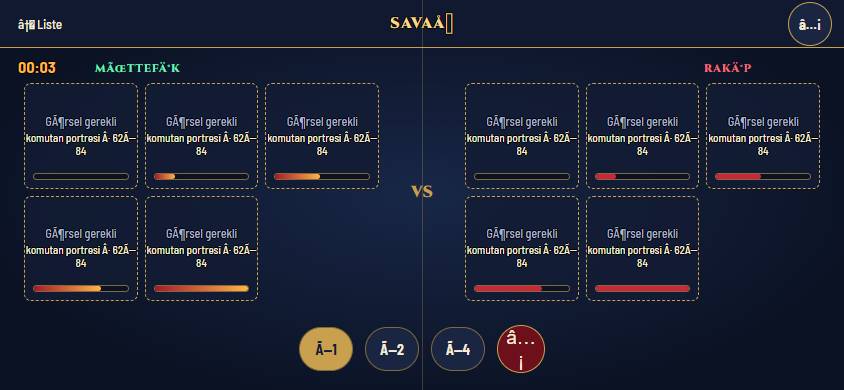 â†� Liste
SAVAÅ�
â…¡
00:03
MÃœTTEFÄ°K
RAKÄ°P
GÃ¶rsel gerekli
komutan portresi Â· 62Ã—
84
GÃ¶rsel gerekli
komutan portresi Â· 62Ã—
84
GÃ¶rsel gerekli
komutan portresi Â· 62Ã—
84
GÃ¶rsel gerekli
komutan portresi Â· 62Ã—
84
GÃ¶rsel gerekli
komutan portresi Â· 62Ã—
84
VS
GÃ¶rsel gerekli
komutan portresi Â· 62Ã—
84
GÃ¶rsel gerekli
komutan portresi Â· 62Ã—
84
GÃ¶rsel gerekli
komutan portresi Â· 62Ã—
84
GÃ¶rsel gerekli
komutan portresi Â· 62Ã—
84
GÃ¶rsel gerekli
komutan portresi Â· 62Ã—
84
Ã—1
Ã—2
Ã—4
â…
¡